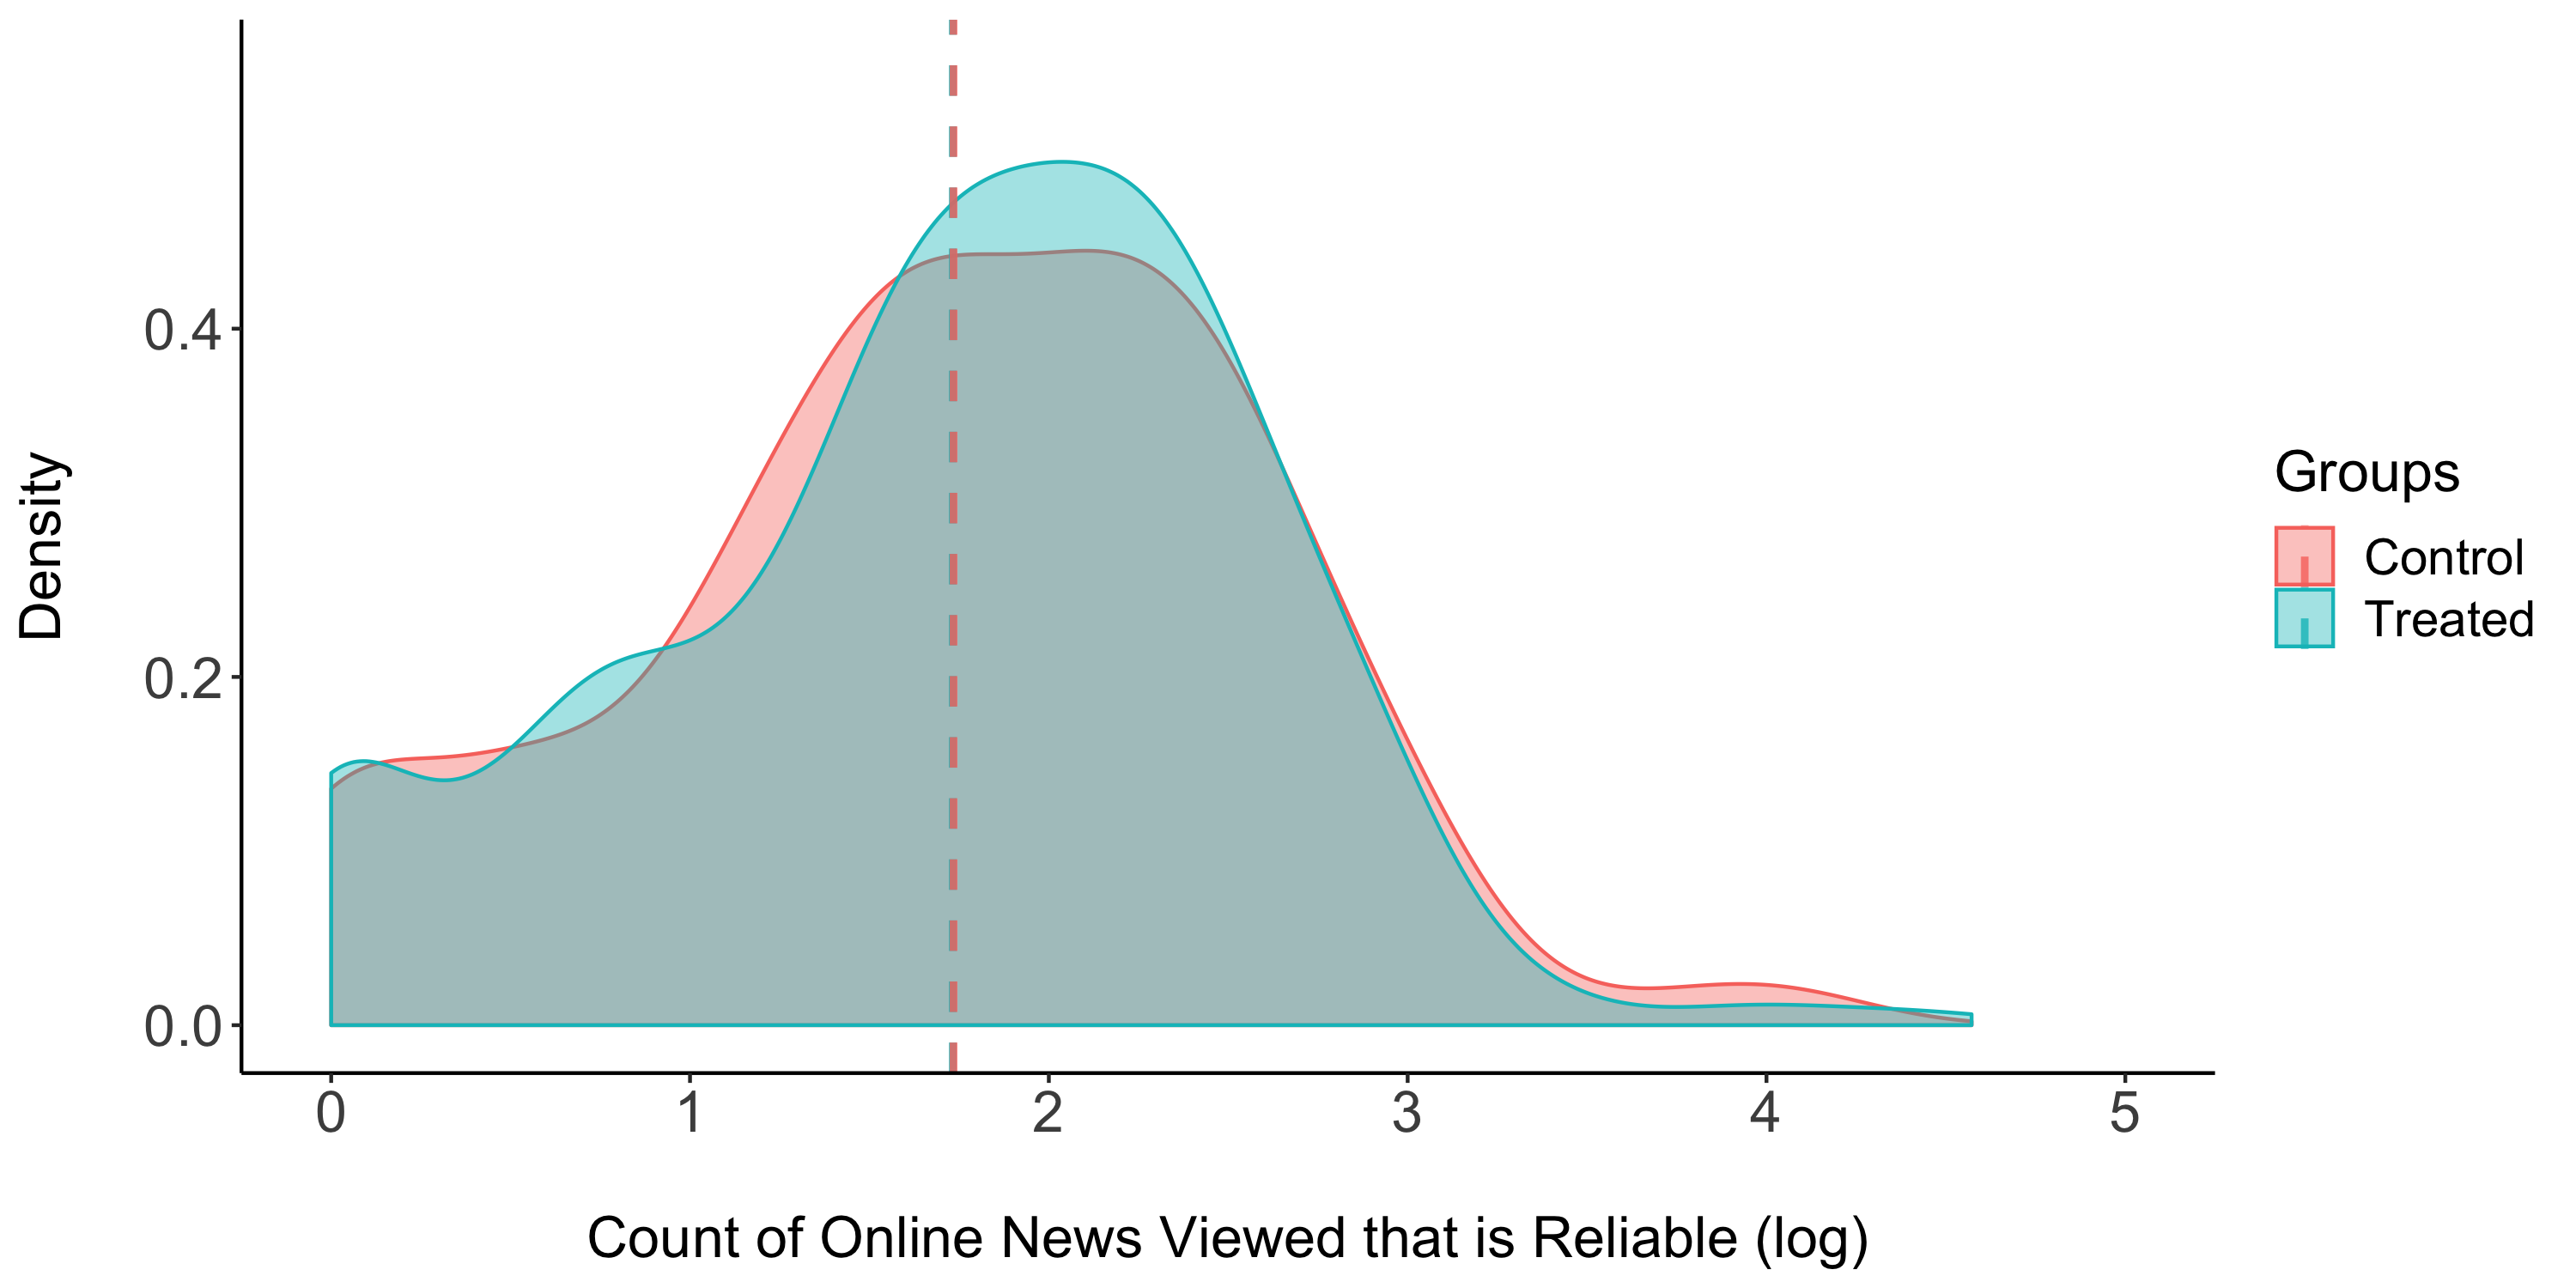 Density
0.4
0.2
0.0
0 1 2 3 4 5
Count of Online News Viewed that is Reliable (log)
Groups
Control
Treated